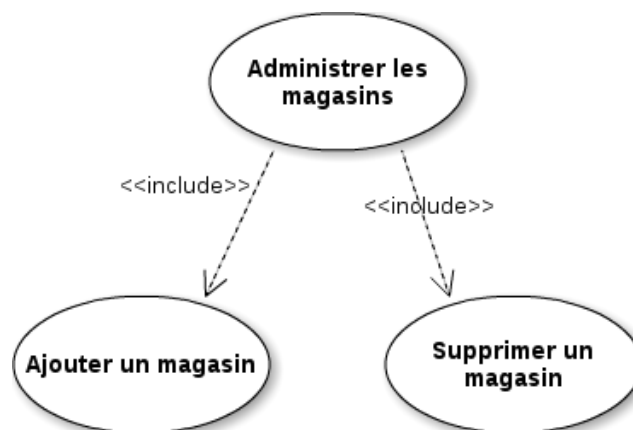 Administrer les
magasins
<<include>>
<<include>>
Ajouter un magasin
Supprimer un
magasin